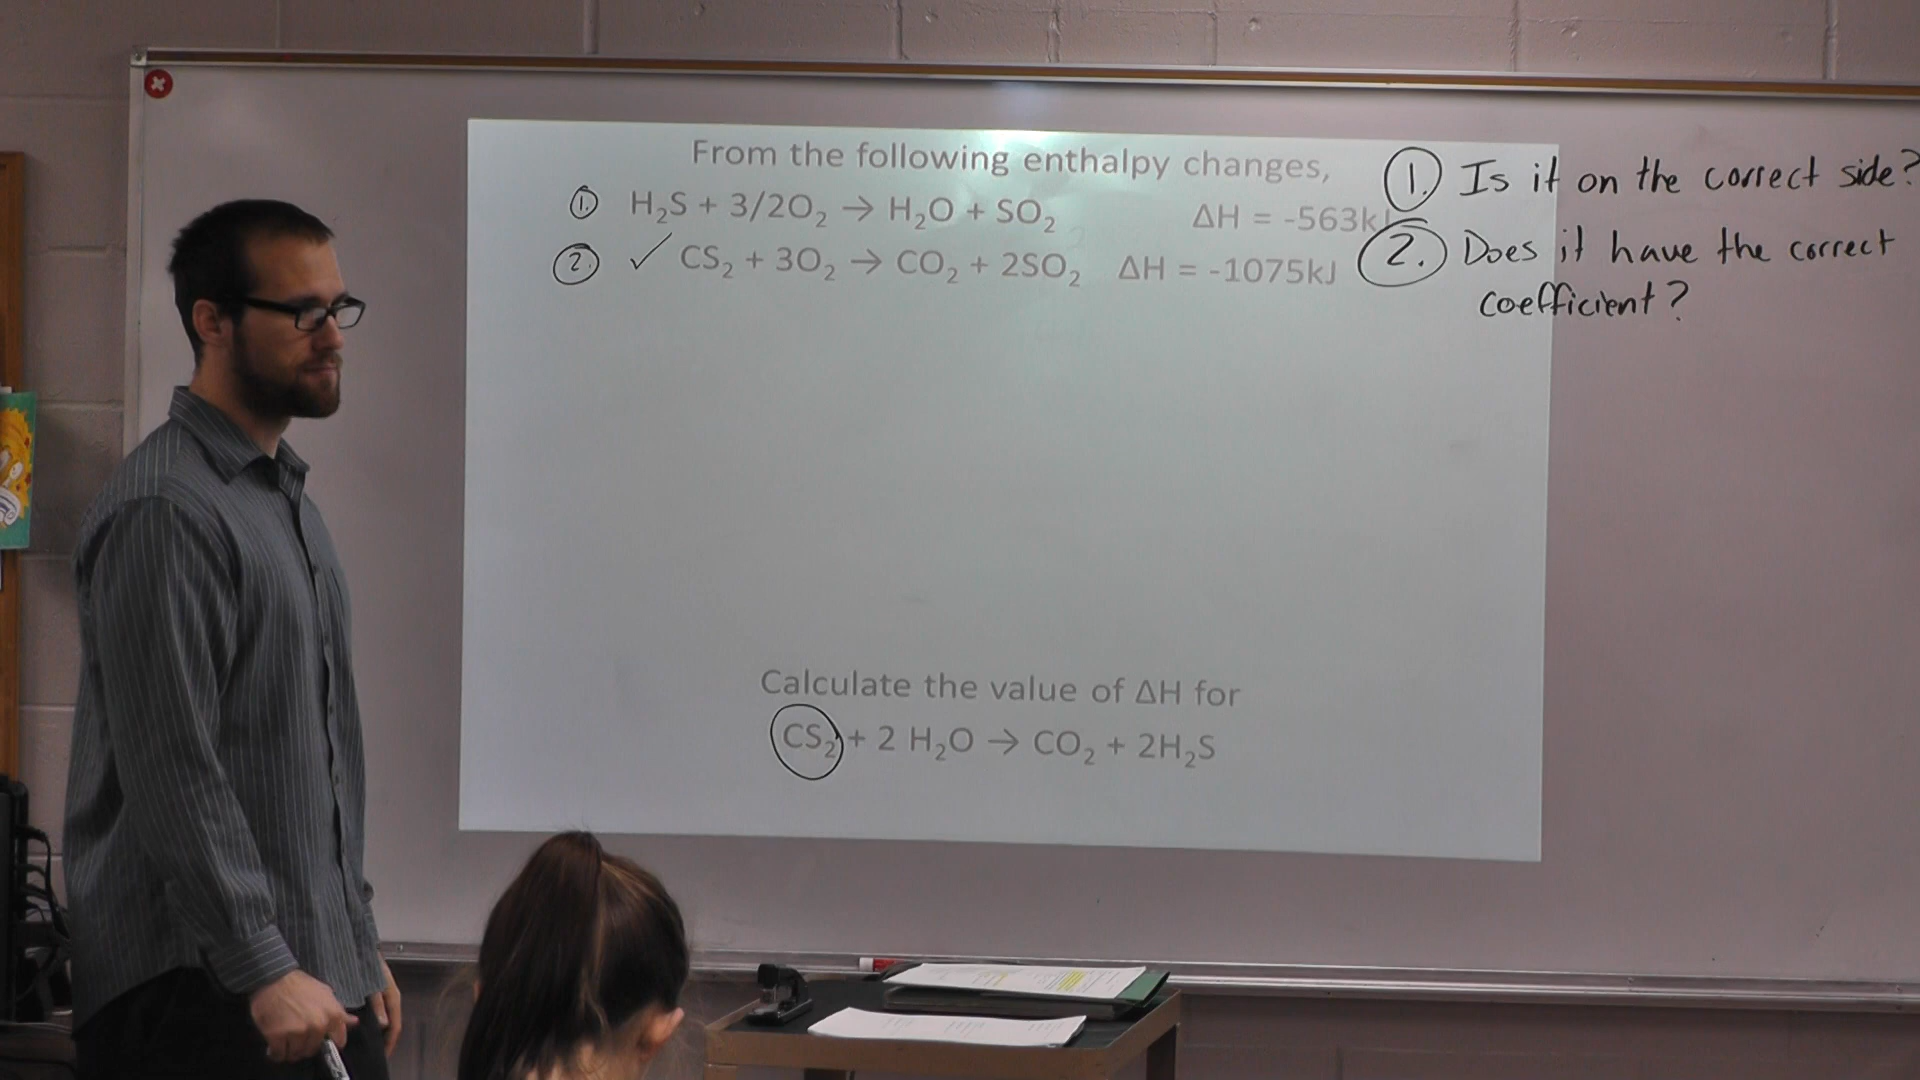 From the following enthalpy changes,
1. H₂S + 3/2O₂ → H₂O + SO₂ ΔH = -563kJ
2. ✓ CS₂ + 3O₂ → CO₂ + 2SO₂ ΔH = -1075kJ
1. Is it on the correct side?
2. Does it have the correct
coefficient?
Calculate the value of ΔH for
CS₂ + 2 H₂O → CO₂ + 2H₂S